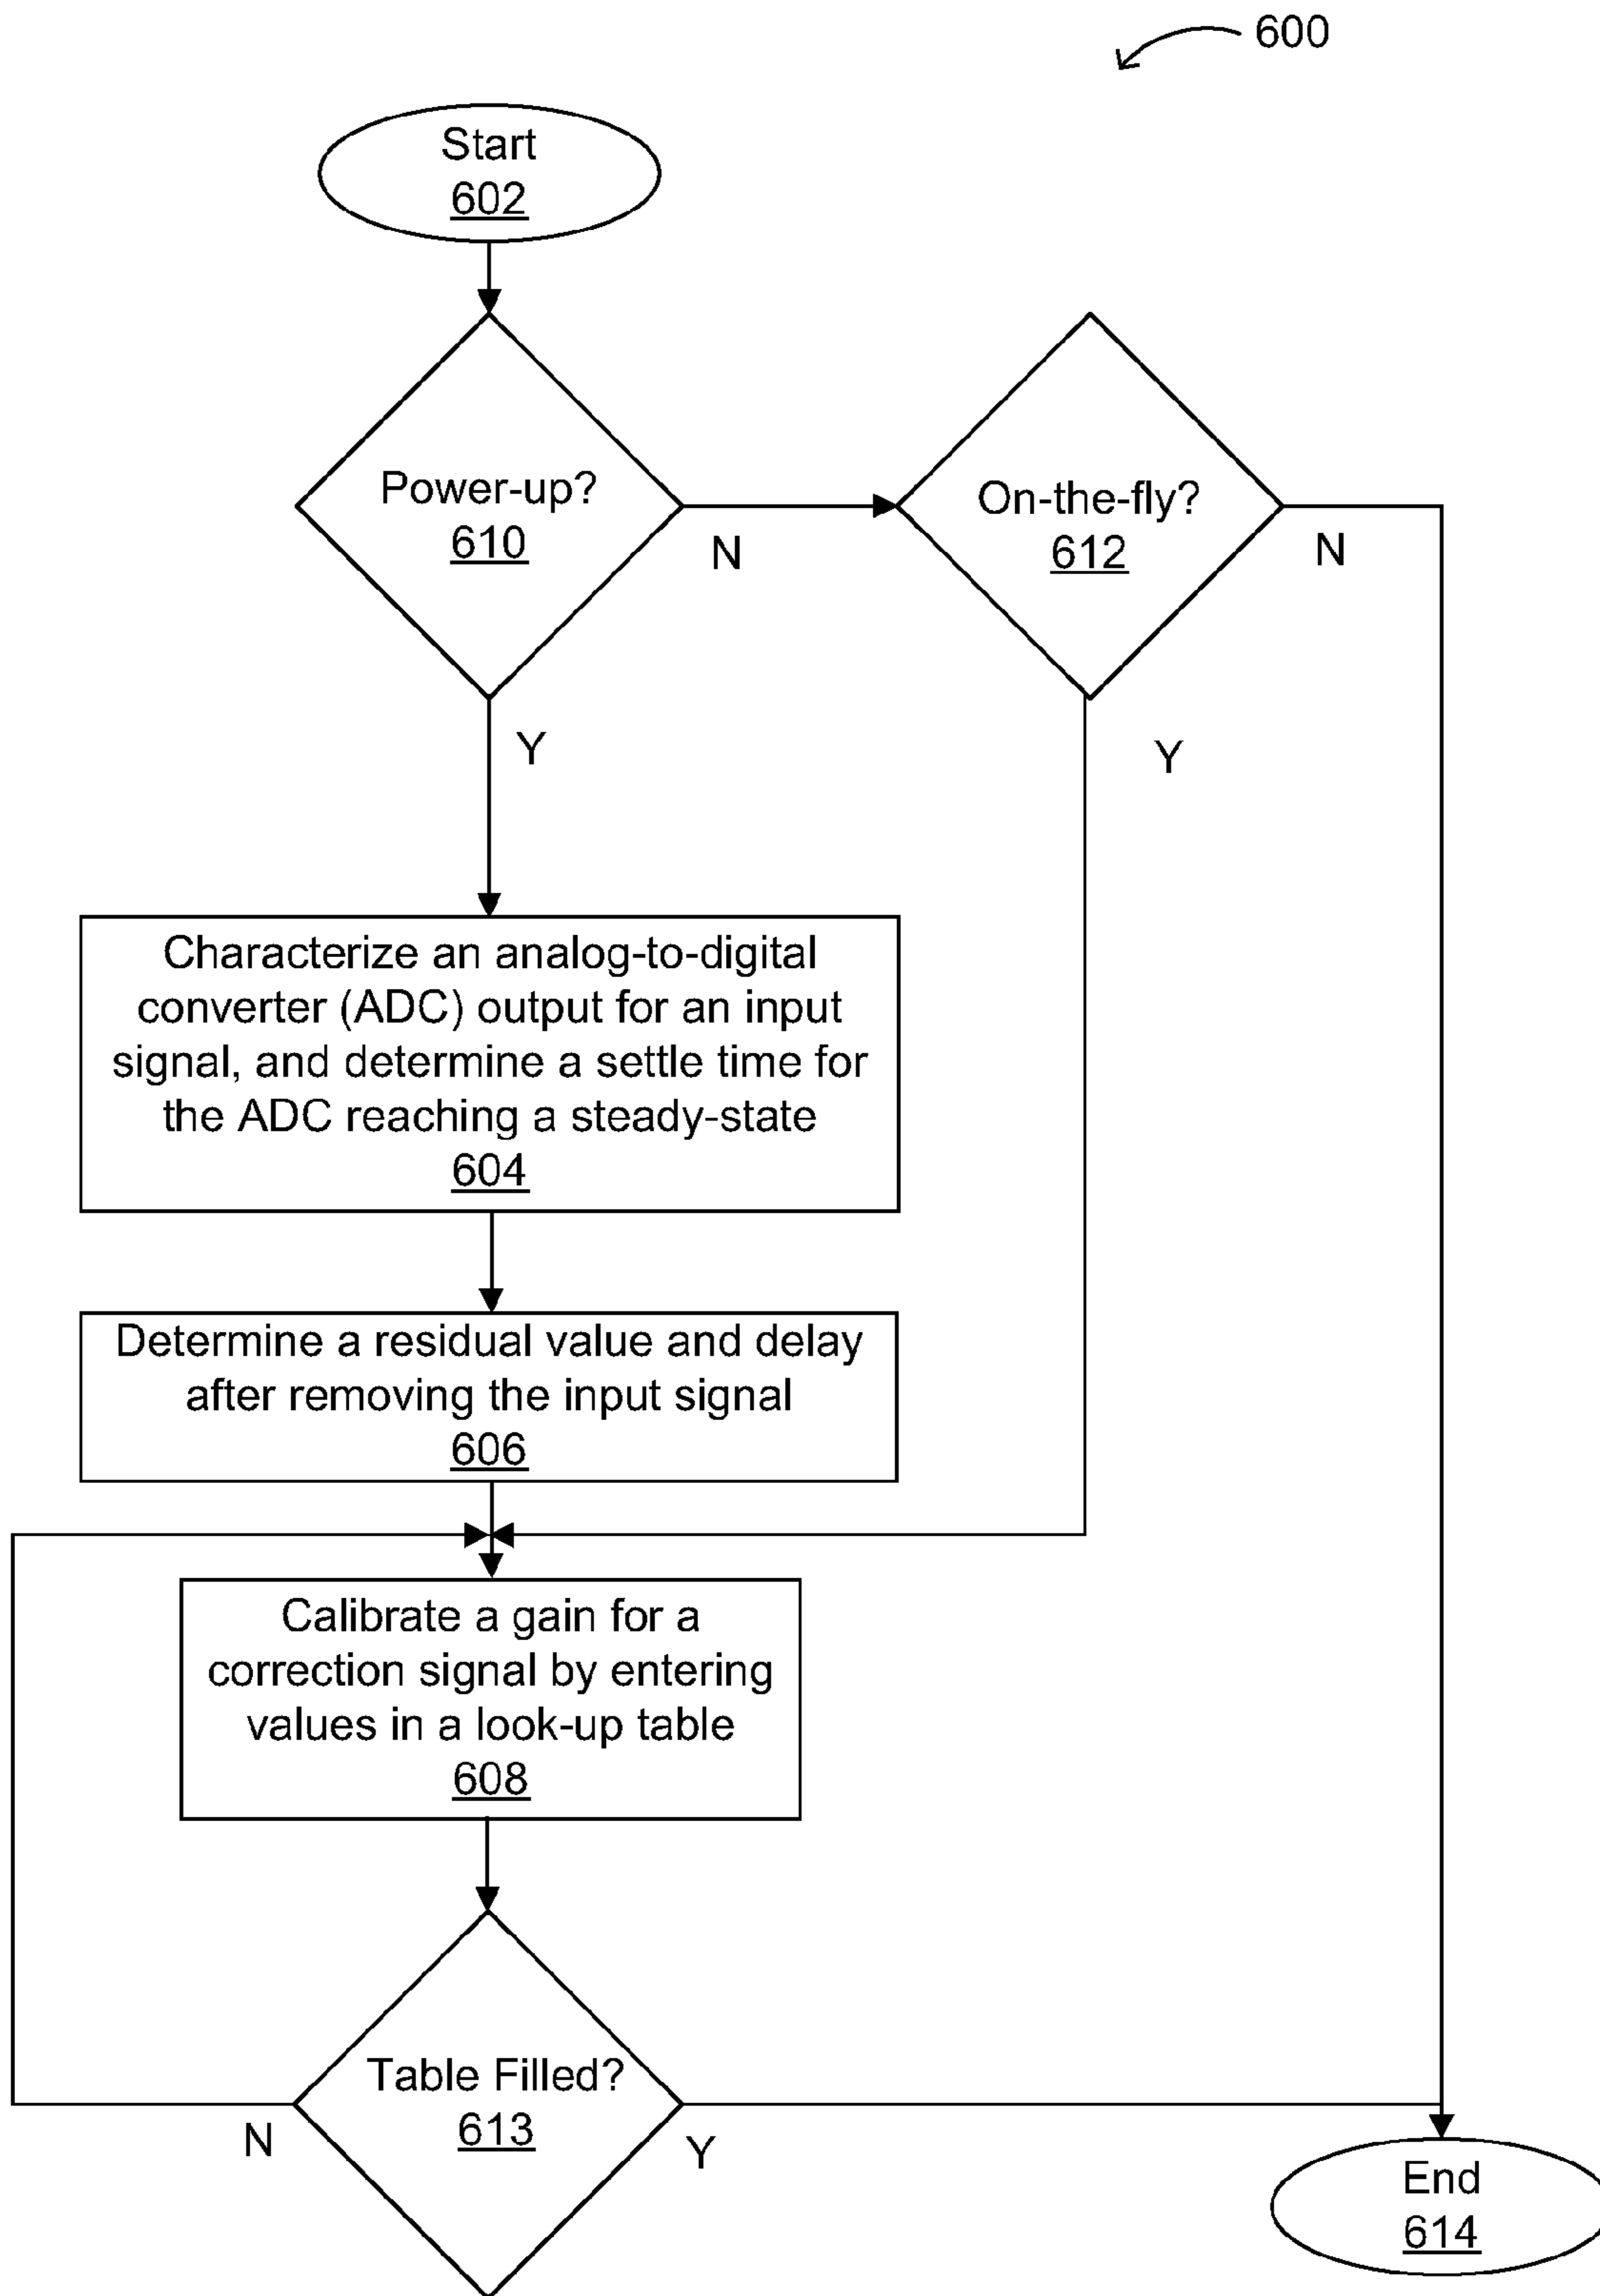 600
Start
602
Power-up?
610
N
On-the-fly?
612
N
Y
Y
Characterize an analog-to-digital
converter (ADC) output for an input
signal, and determine a settle time for
the ADC reaching a steady-state
604
Determine a residual value and delay
after removing the input signal
606
Calibrate a gain for a
correction signal by entering
values in a look-up table
608
Table Filled?
613
N
Y
End
614